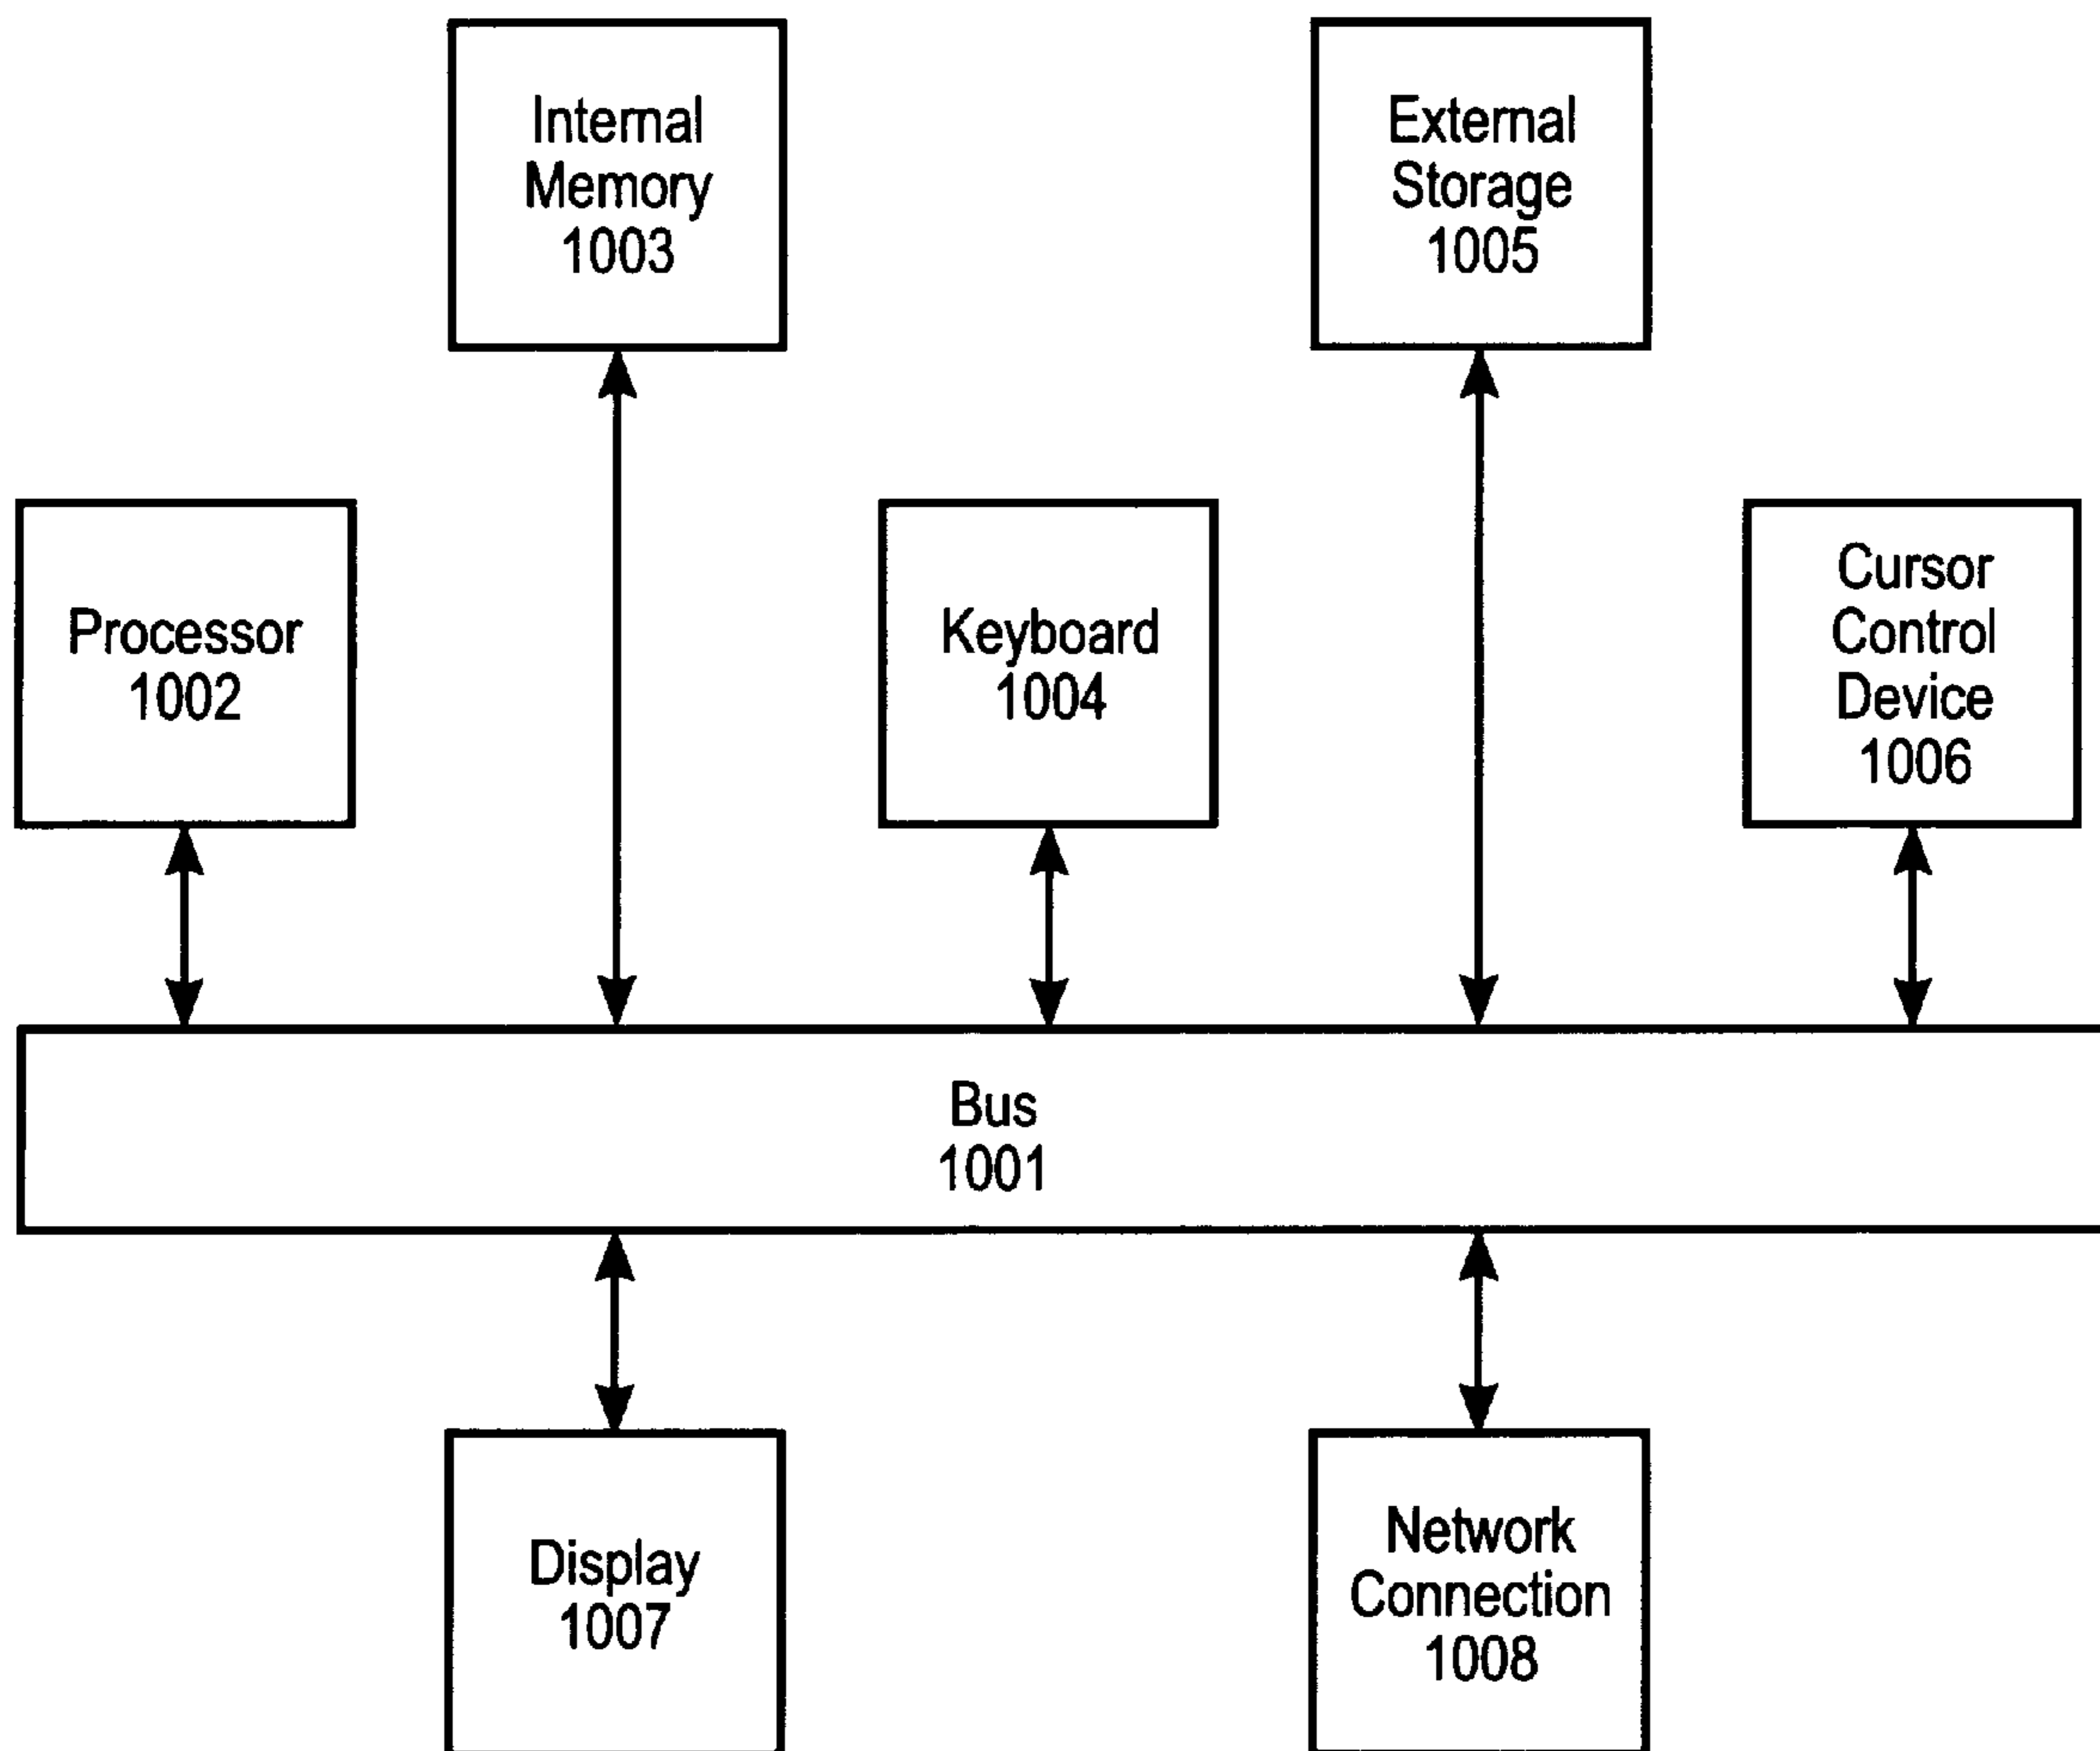 Internal
Memory
1003
External
Storage
1005
Processor
1002
Keyboard
1004
Cursor
Control
Device
1006
Bus
1001
Display
1007
Network
Connection
1008